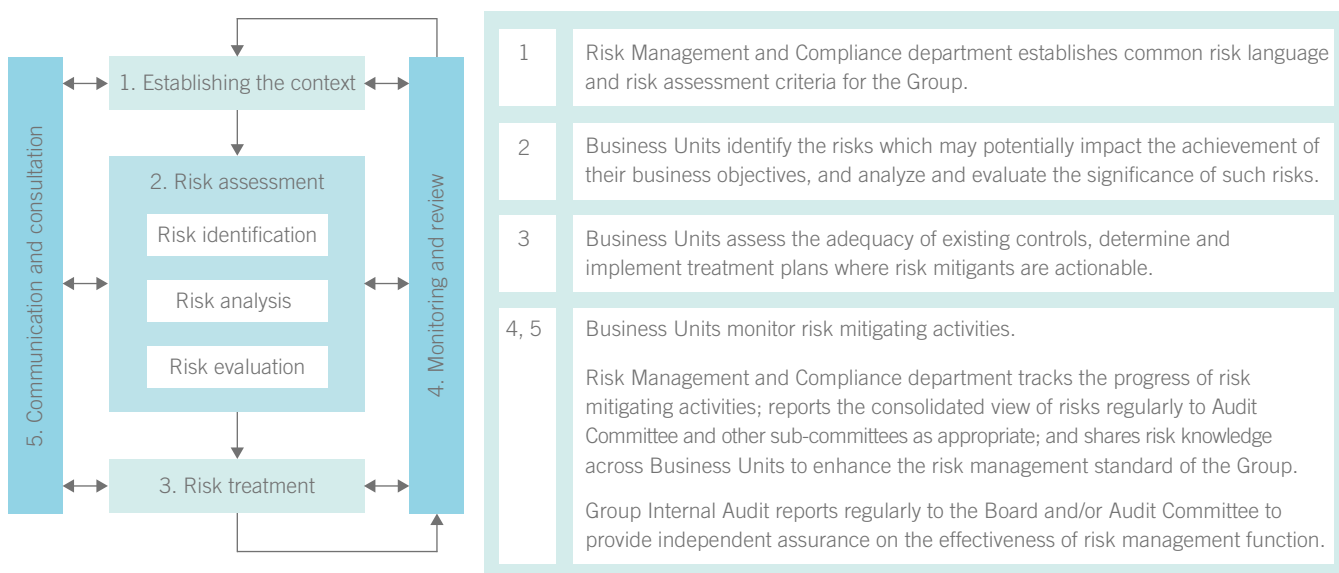 1. Establishing the context
2. Risk assessment
Risk identification
Risk analysis
Risk evaluation
3. Risk treatment
4. Monitoring and review
5. Communication and consultation
1
Risk Management and Compliance department establishes common risk language
and risk assessment criteria for the Group.
2
Business Units identify the risks which may potentially impact the achievement of
their business objectives, and analyze and evaluate the significance of such risks.
3
Business Units assess the adequacy of existing controls, determine and
implement treatment plans where risk mitigants are actionable.
4, 5
Business Units monitor risk mitigating activities.
Risk Management and Compliance department tracks the progress of risk
mitigating activities; reports the consolidated view of risks regularly to Audit
Committee and other sub-committees as appropriate; and shares risk knowledge
across Business Units to enhance the risk management standard of the Group.
Group Internal Audit reports regularly to the Board and/or Audit Committee to
provide independent assurance on the effectiveness of risk management function.